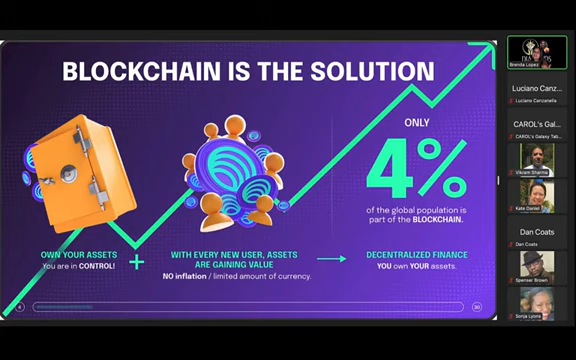 BLOCKCHAIN IS THE SOLUTION
ONLY
4%
of the global population is
part of the BLOCKCHAIN.
OWN YOUR ASSETS
You are in CONTROL!
+
WITH EVERY NEW USER, ASSETS
ARE GAINING VALUE
NO inflation / limited amount of currency.
DECENTRALIZED FINANCE
YOU own YOUR assets.
30
Brenda Lopez
Luciano Canz...
Luciano Canzanella
CAROL's Gal...
CAROL's Galaxy Tab...
Vikram Sharma
Kate Daniel
Dan Coats
Dan Coats
Spenser Brown
Sonja Lyons